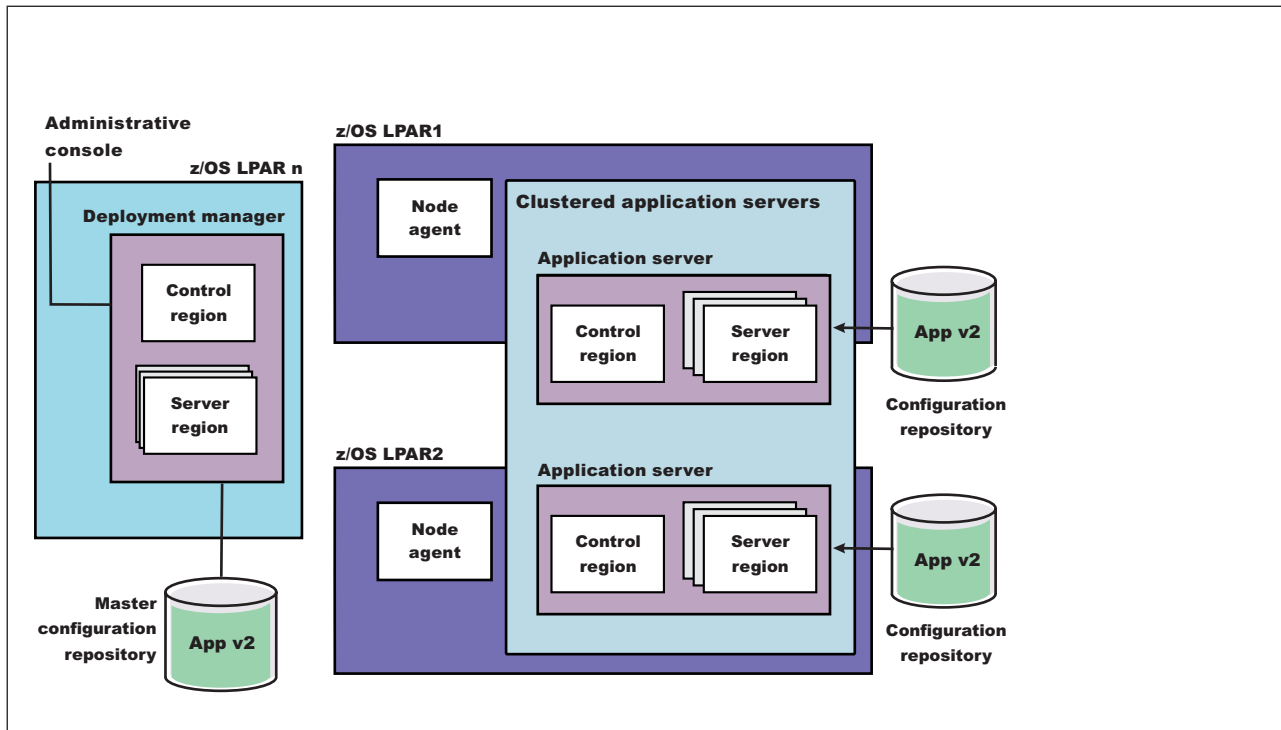 Administrative
console
z/OS LPAR n
Deployment manager
Control
region
Server
region
Master
configuration
repository
App v2
z/OS LPAR1
Node
agent
Clustered application servers
Application server
Control
region
Server
region
App v2
Configuration
repository
z/OS LPAR2
Node
agent
Application server
Control
region
Server
region
App v2
Configuration
repository